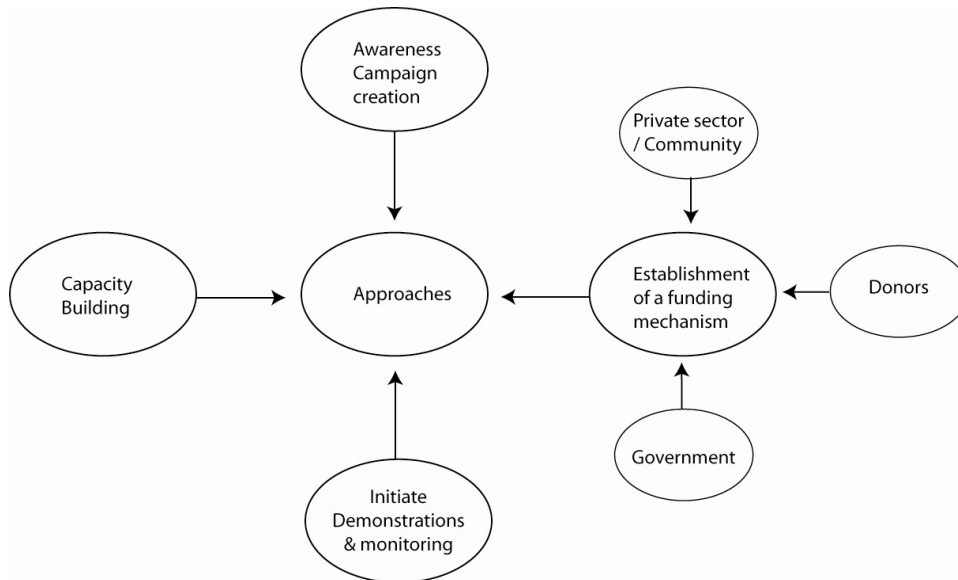 Awareness
Campaign
creation
Private sector
/ Community
Capacity
Building
Approaches
Establishment
of a funding
mechanism
Donors
Government
Initiate
Demonstrations
& monitoring